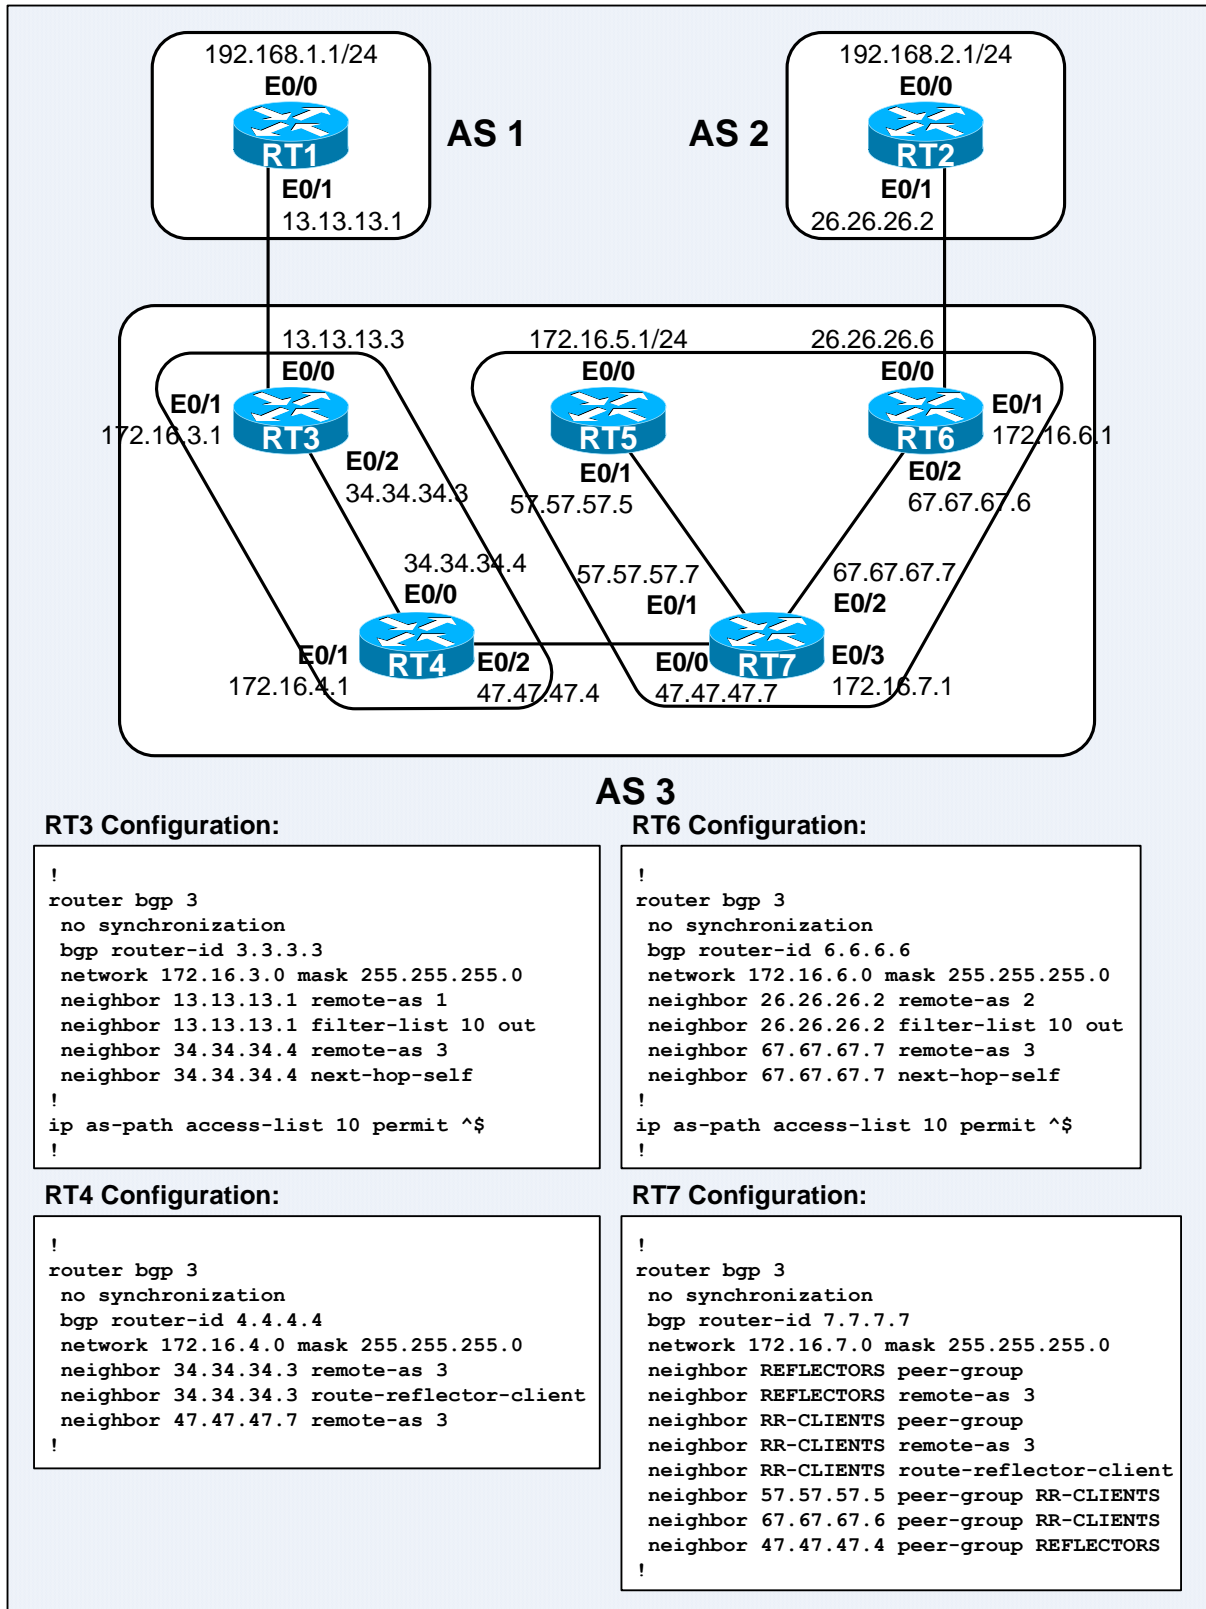 192.168.1.1/24
E0/0
RT1
E0/1
13.13.13.1
AS 1
AS 2
192.168.2.1/24
E0/0
RT2
E0/1
26.26.26.2
13.13.13.3
E0/0
E0/1
172.16.3.1
RT3
E0/2
34.34.34.3
172.16.5.1/24
E0/0
RT5
E0/1
57.57.57.5
26.26.26.6
E0/0
RT6
E0/1
172.16.6.1
E0/2
67.67.67.6
34.34.34.4
E0/0
E0/1
172.16.4.1
RT4
E0/2
47.47.47.4
57.57.57.7
E0/1
67.67.67.7
E0/2
E0/0
47.47.47.7
RT7
E0/3
172.16.7.1
AS 3
RT3 Configuration:
!
router bgp 3
no synchronization
bgp router-id 3.3.3.3
network 172.16.3.0 mask 255.255.255.0
neighbor 13.13.13.1 remote-as 1
neighbor 13.13.13.1 filter-list 10 out
neighbor 34.34.34.4 remote-as 3
neighbor 34.34.34.4 next-hop-self
!
ip as-path access-list 10 permit ^$
!
RT6 Configuration:
!
router bgp 3
no synchronization
bgp router-id 6.6.6.6
network 172.16.6.0 mask 255.255.255.0
neighbor 26.26.26.2 remote-as 2
neighbor 26.26.26.2 filter-list 10 out
neighbor 67.67.67.7 remote-as 3
neighbor 67.67.67.7 next-hop-self
!
ip as-path access-list 10 permit ^$
!
RT4 Configuration:
!
router bgp 3
no synchronization
bgp router-id 4.4.4.4
network 172.16.4.0 mask 255.255.255.0
neighbor 34.34.34.3 remote-as 3
neighbor 34.34.34.3 route-reflector-client
neighbor 47.47.47.7 remote-as 3
!
RT7 Configuration:
!
router bgp 3
no synchronization
bgp router-id 7.7.7.7
network 172.16.7.0 mask 255.255.255.0
neighbor REFLECTORS peer-group
neighbor REFLECTORS remote-as 3
neighbor RR-CLIENTS peer-group
neighbor RR-CLIENTS remote-as 3
neighbor RR-CLIENTS route-reflector-client
neighbor 57.57.57.5 peer-group RR-CLIENTS
neighbor 67.67.67.6 peer-group RR-CLIENTS
neighbor 47.47.47.4 peer-group REFLECTORS
!